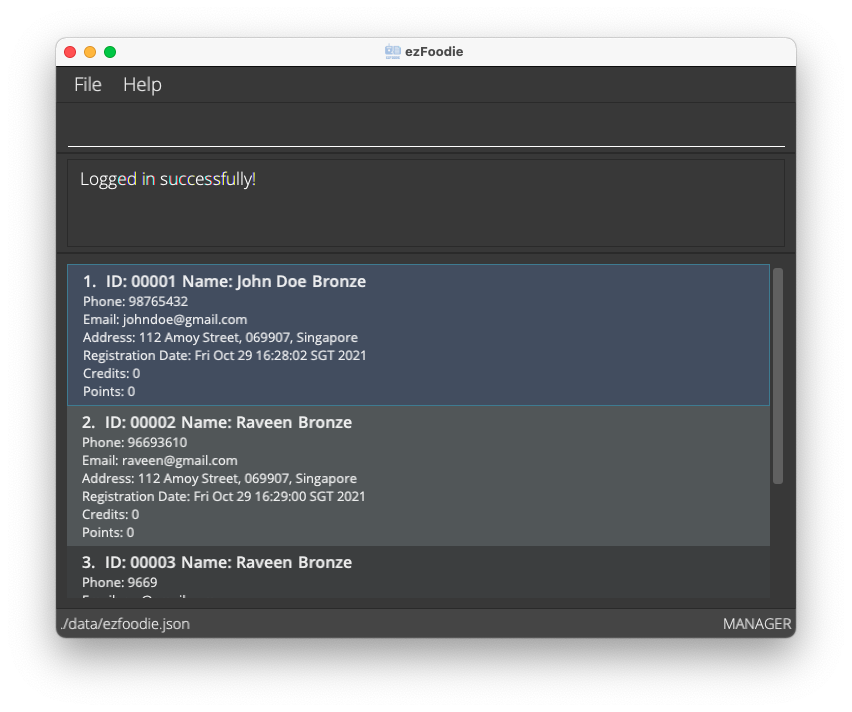 ezFoodie
File Help
Logged in successfully!
1. ID: 00001 Name: John Doe Bronze
Phone: 98765432
Email: johndoe@gmail.com
Address: 112 Amoy Street, 069907, Singapore
Registration Date: Fri Oct 29 16:28:02 SGT 2021
Credits: 0
Points: 0
2. ID: 00002 Name: Raveen Bronze
Phone: 96693610
Email: raveen@gmail.com
Address: 112 Amoy Street, 069907, Singapore
Registration Date: Fri Oct 29 16:29:00 SGT 2021
Credits: 0
Points: 0
3. ID: 00003 Name: Raveen Bronze
Phone: 9669
./data/ezfoodie.json
MANAGER